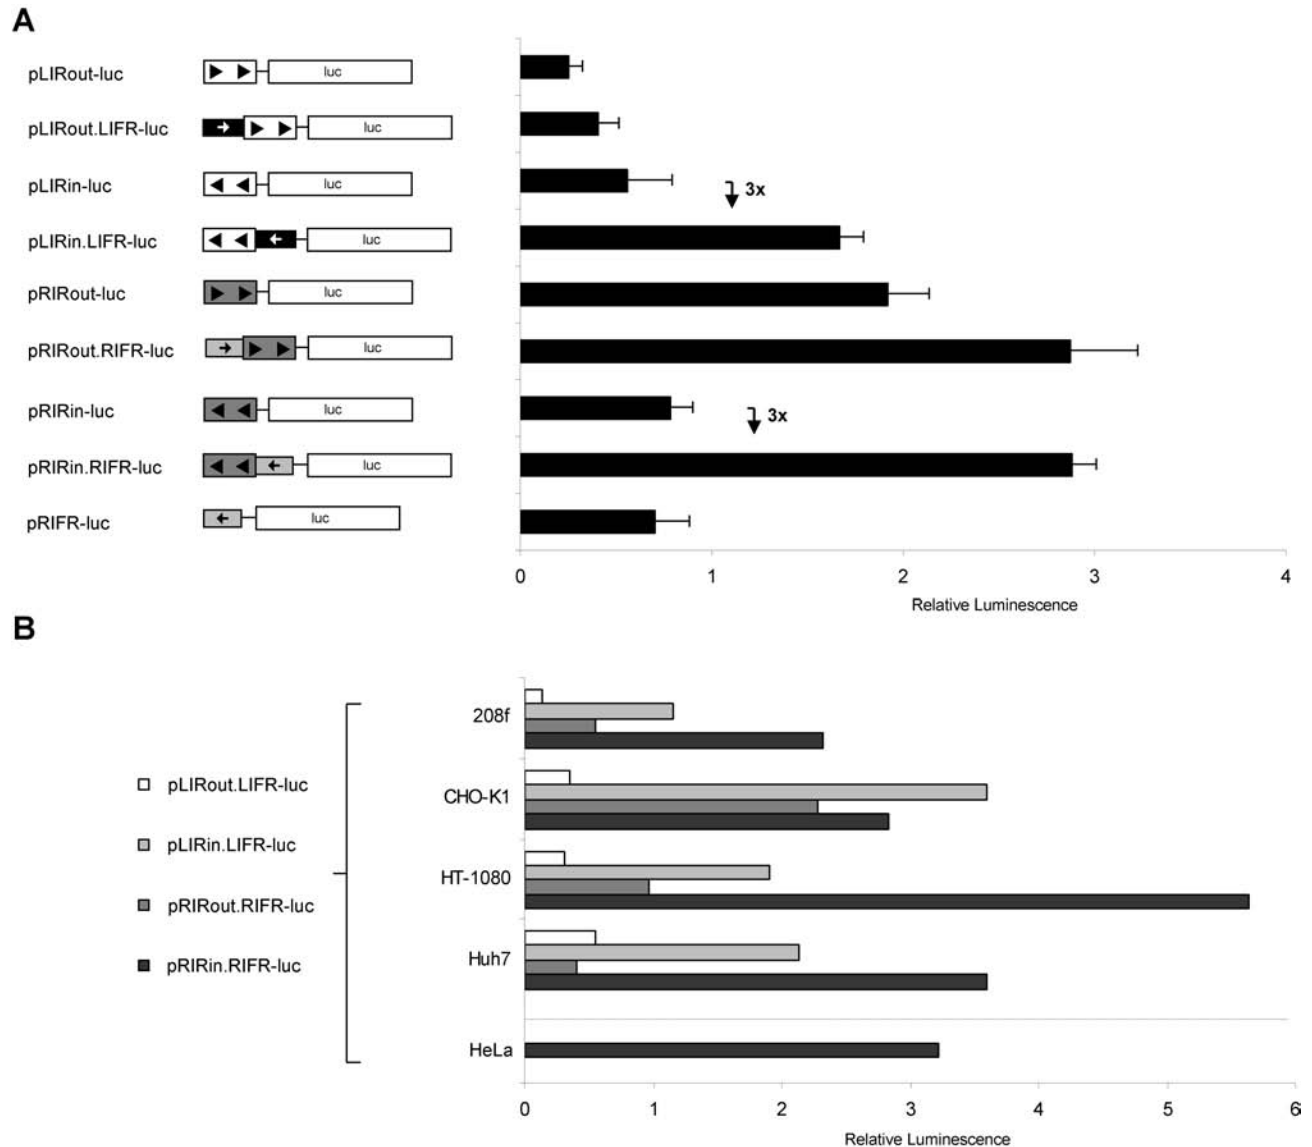 A
pLIRout-luc luc
pLIRout.LIFR-luc luc
pLIRin-luc luc
3x
pLIRin.LIFR-luc luc
pRIRout-luc luc
pRIRout.RIFR-luc luc
pRIRin-luc luc
3x
pRIRin.RIFR-luc luc
pRIFR-luc luc
0 1 2 3 4
Relative Luminescence
B
pLIRout.LIFR-luc
pLIRin.LIFR-luc
pRIRout.RIFR-luc
pRIRin.RIFR-luc
208f
CHO-K1
HT-1080
Huh7
HeLa
0 1 2 3 4 5 6
Relative Luminescence